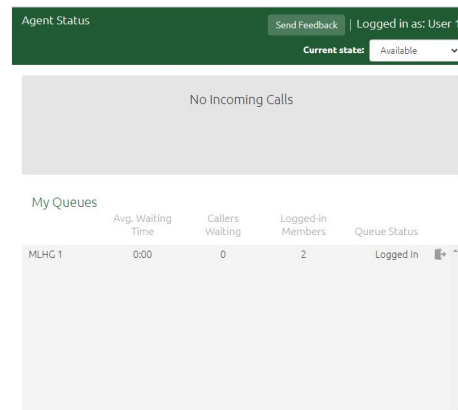 Agent Status
Send Feedback | Logged in as: User 1
Current state: Available
No Incoming Calls
My Queues
Avg. Waiting Time Callers Waiting Logged-in Members Queue Status
MLHG 1 0:00 0 2 Logged In